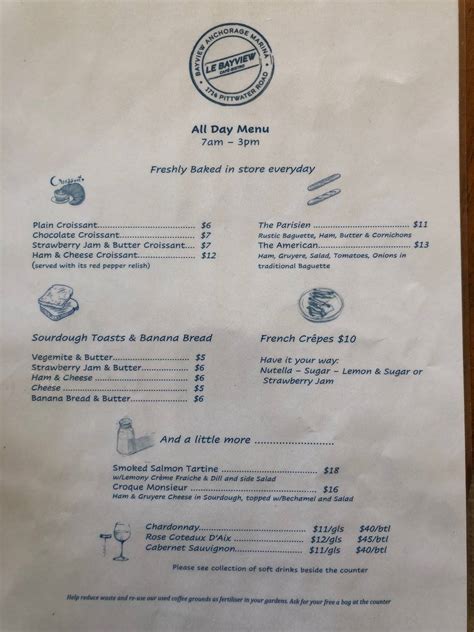 BAYVIEW ANCHORAGE MARINA
LE BAYVIEW
CAFÉ BISTRO
1714 PITTWATER ROAD
All Day Menu
7am – 3pm
Freshly Baked in store everyday
Croissants
Plain Croissant........................ $6
Chocolate Croissant.................... $7
Strawberry Jam & Butter Croissant.... $7
Ham & Cheese Croissant................ $12
(served with its red pepper relish)
The Parisien ................................ $11
Rustic Baguette, Ham, Butter & Cornichons
The American.............................. $13
Ham, Gruyere, Salad, Tomatoes, Onions in
traditional Baguette
Sourdough Toasts & Banana Bread
Vegemite & Butter........................ $5
Strawberry Jam & Butter................ $6
Ham & Cheese ............................ $6
Cheese ...................................... $5
Banana Bread & Butter.................. $6
French Crêpes $10
Have it your way:
Nutella – Sugar – Lemon & Sugar or
Strawberry Jam
And a little more ......................
Smoked Salmon Tartine ........................ $18
w/Lemony Crème Fraiche & Dill and side Salad
Croque Monsieur ................................ $16
Ham & Gruyere Cheese in Sourdough, topped w/Bechamel and Salad
Chardonnay.................................. $11/gls $40/btl
Rose Coteaux D'Aix ........................ $12/gls $45/btl
Cabernet Sauvignon........................ $11/gls $40/btl
Please see collection of soft drinks beside the counter
Help reduce waste and re-use our used coffee grounds as fertiliser in your gardens. Ask for your free a bag at the counter